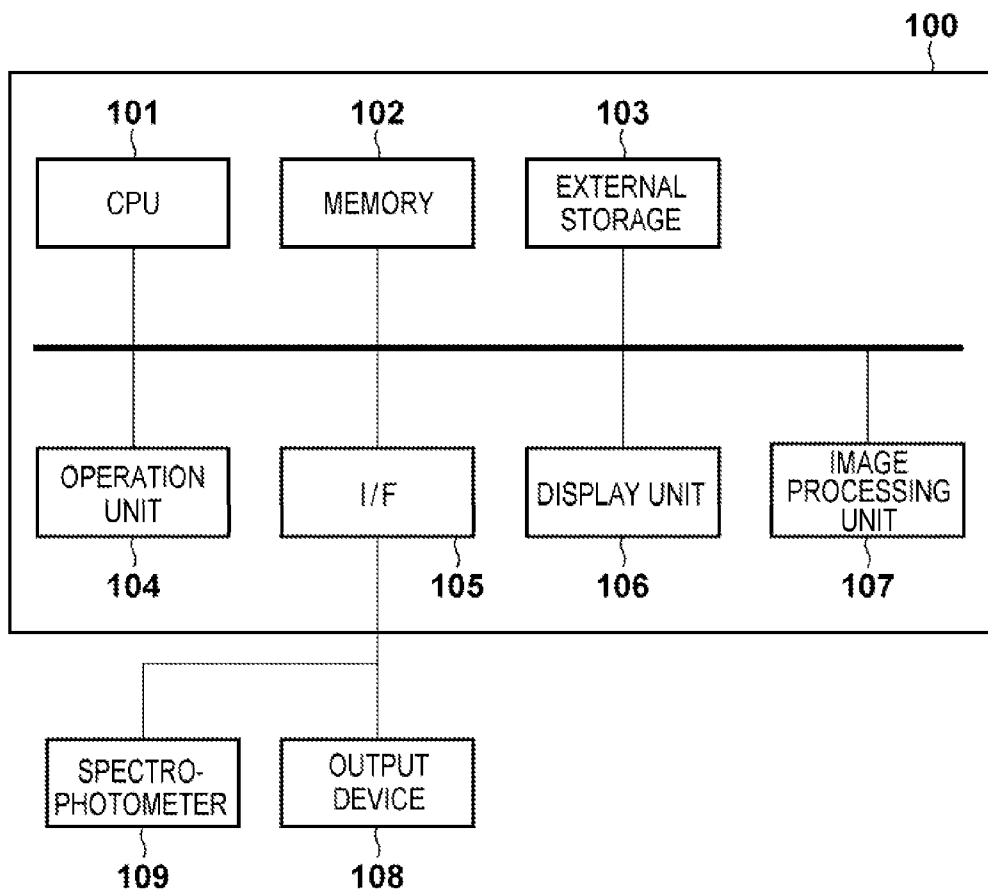 100
101
102
103
CPU
MEMORY
EXTERNAL
STORAGE
OPERATION
UNIT
I/F
DISPLAY UNIT
IMAGE
PROCESSING
UNIT
104
105
106
107
SPECTRO-
PHOTOMETER
OUTPUT
DEVICE
109
108